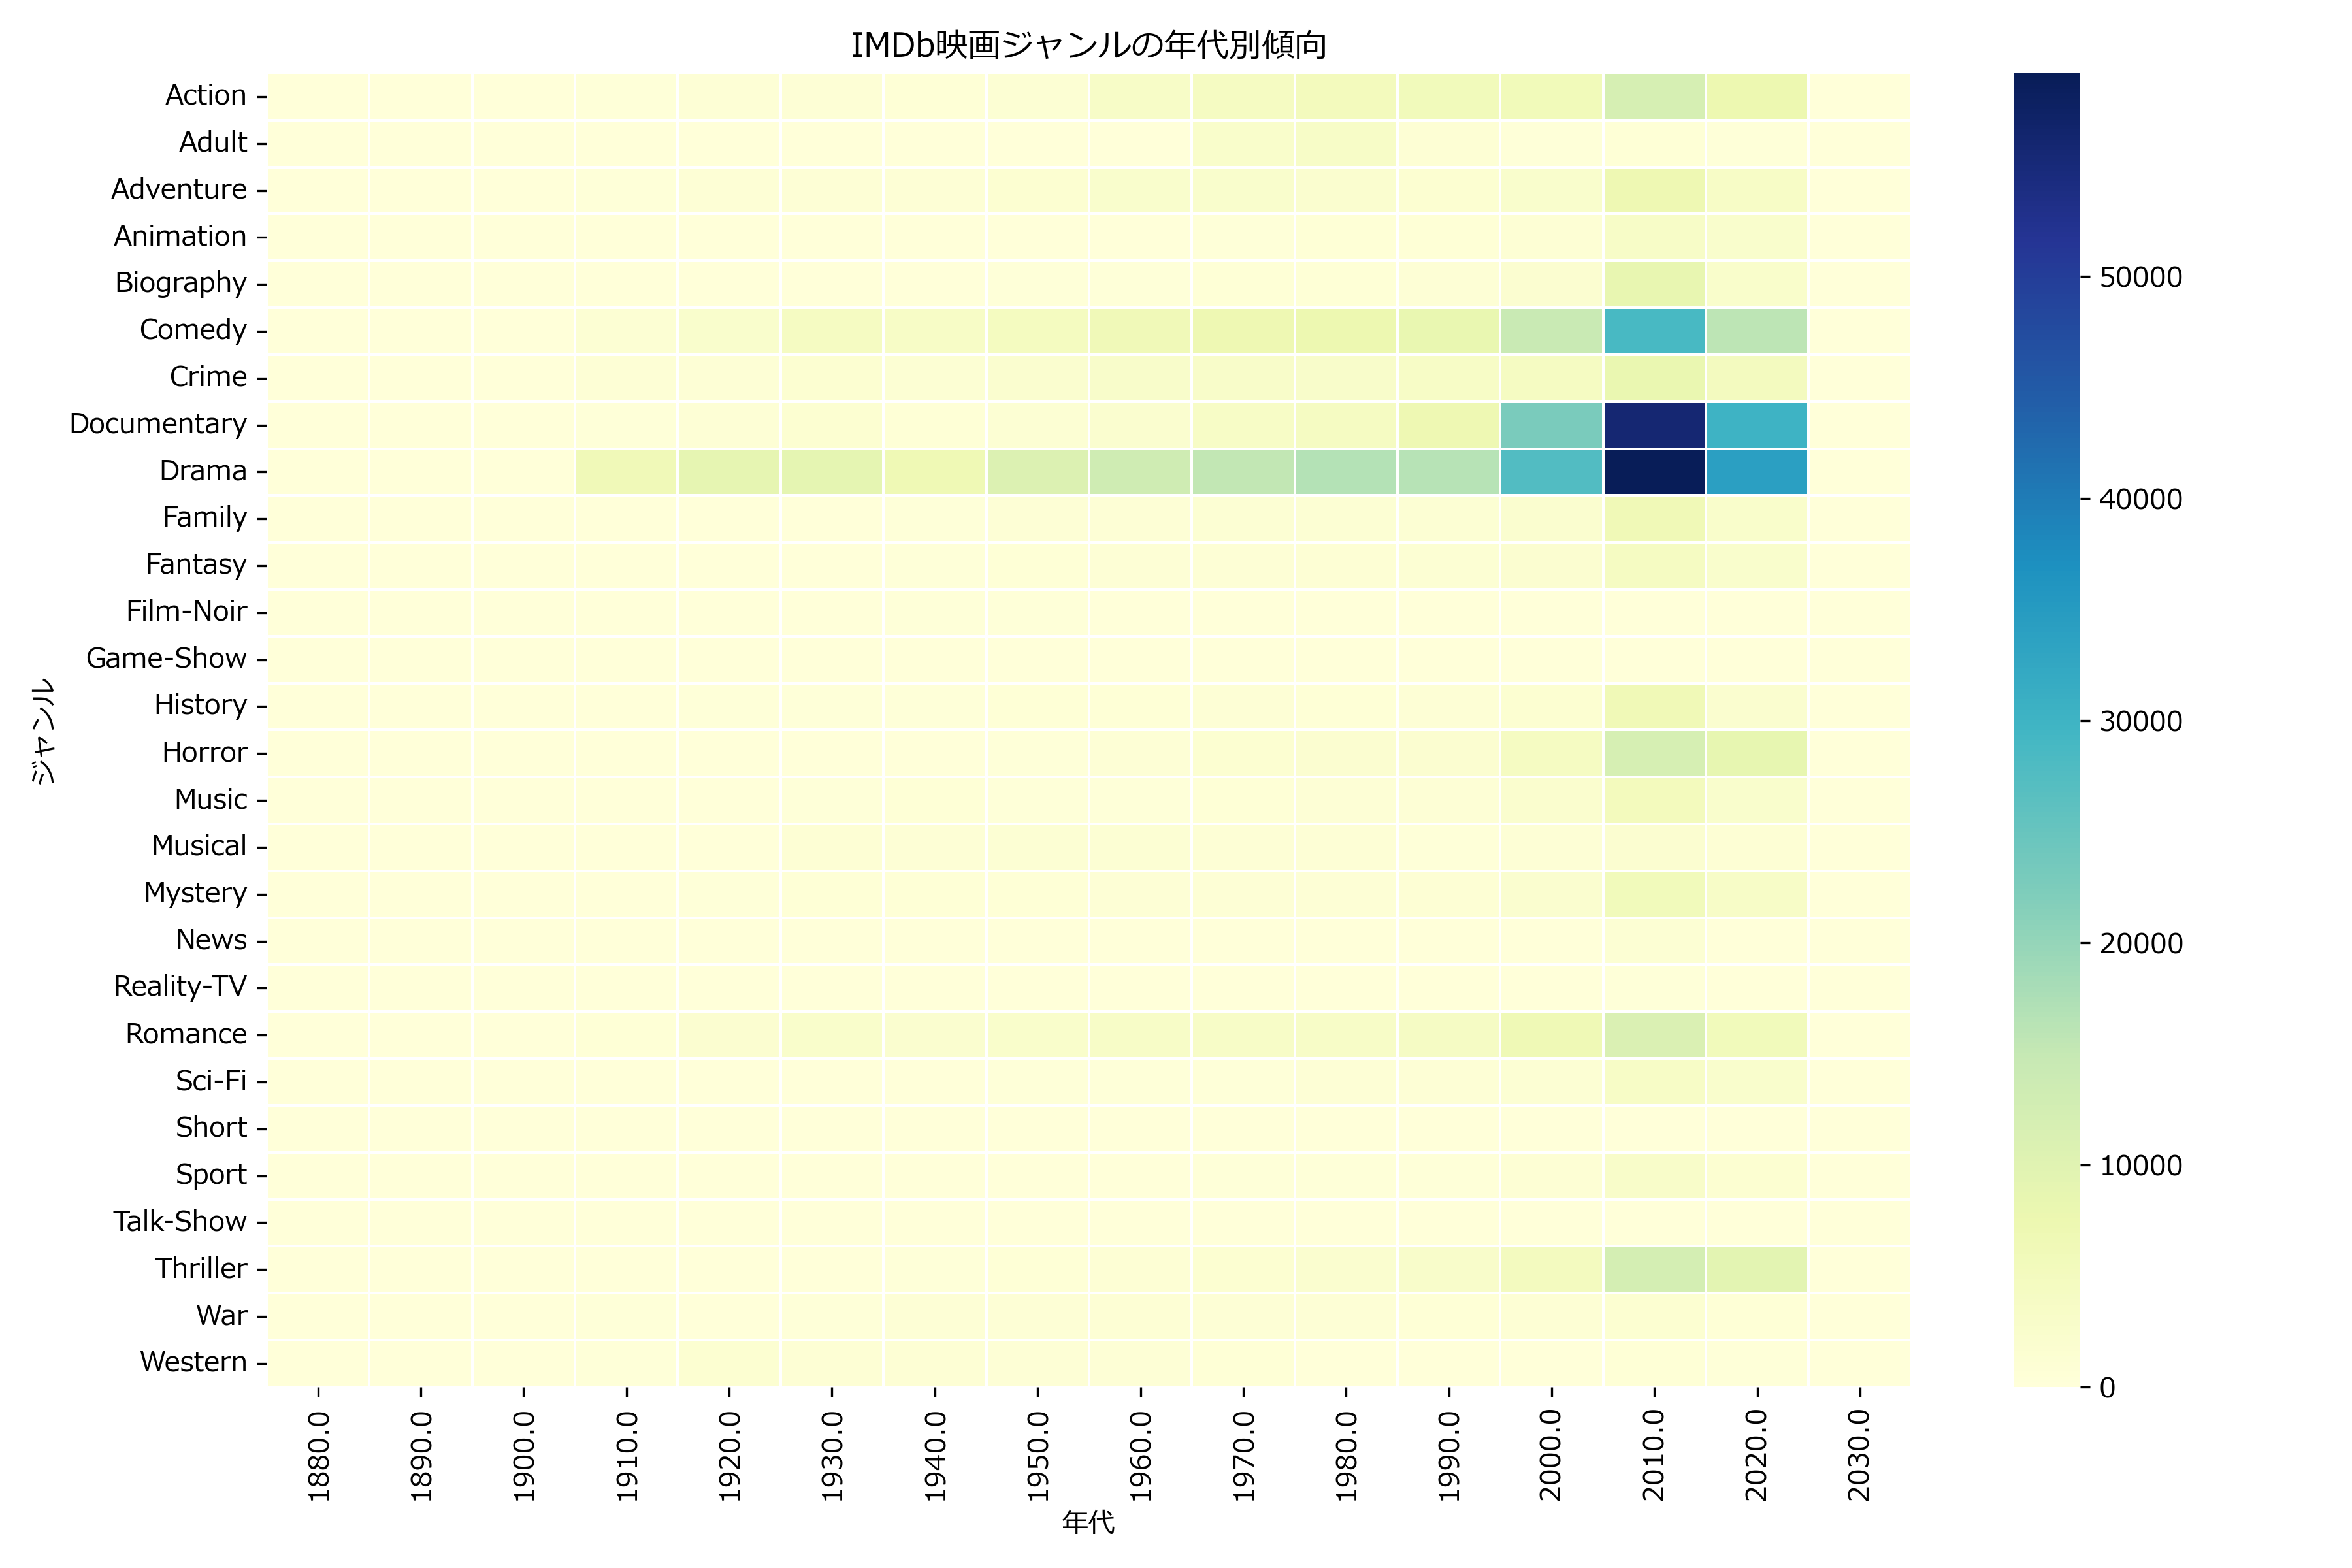 IMDb映画ジャンルの年代別傾向
ジャンル
Action
Adult
Adventure
Animation
Biography
Comedy
Crime
Documentary
Drama
Family
Fantasy
Film-Noir
Game-Show
History
Horror
Music
Musical
Mystery
News
Reality-TV
Romance
Sci-Fi
Short
Sport
Talk-Show
Thriller
War
Western
1880.0
1890.0
1900.0
1910.0
1920.0
1930.0
1940.0
1950.0
1960.0
1970.0
1980.0
1990.0
2000.0
2010.0
2020.0
2030.0
年代
50000
40000
30000
20000
10000
0